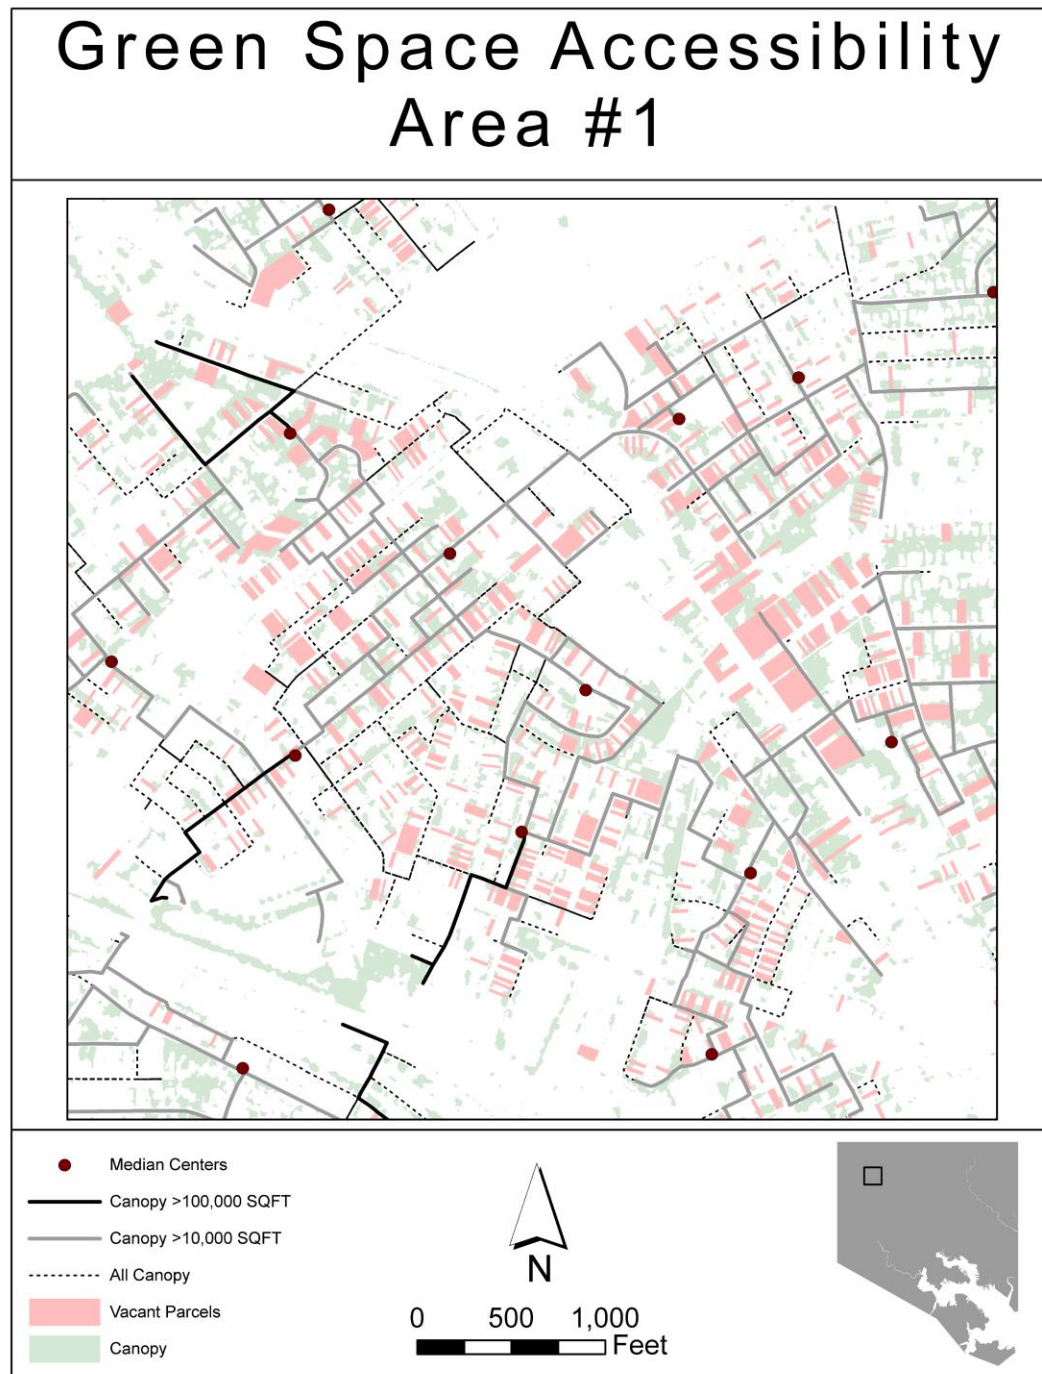 Green Space Accessibility
Area #1
Median Centers
Canopy >100,000 SQFT
Canopy >10,000 SQFT
All Canopy
Vacant Parcels
Canopy
N
0 500 1,000
Feet